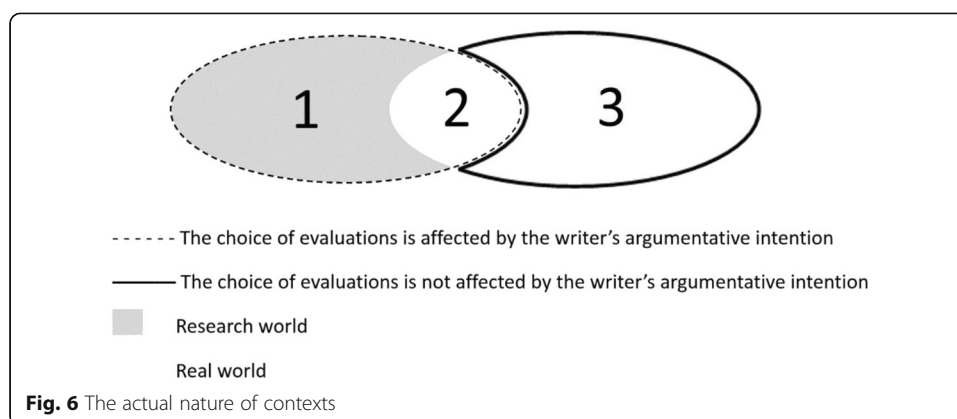 1 2 3
The choice of evaluations is affected by the writer’s argumentative intention
The choice of evaluations is not affected by the writer’s argumentative intention
Research world
Real world
Fig. 6 The actual nature of contexts